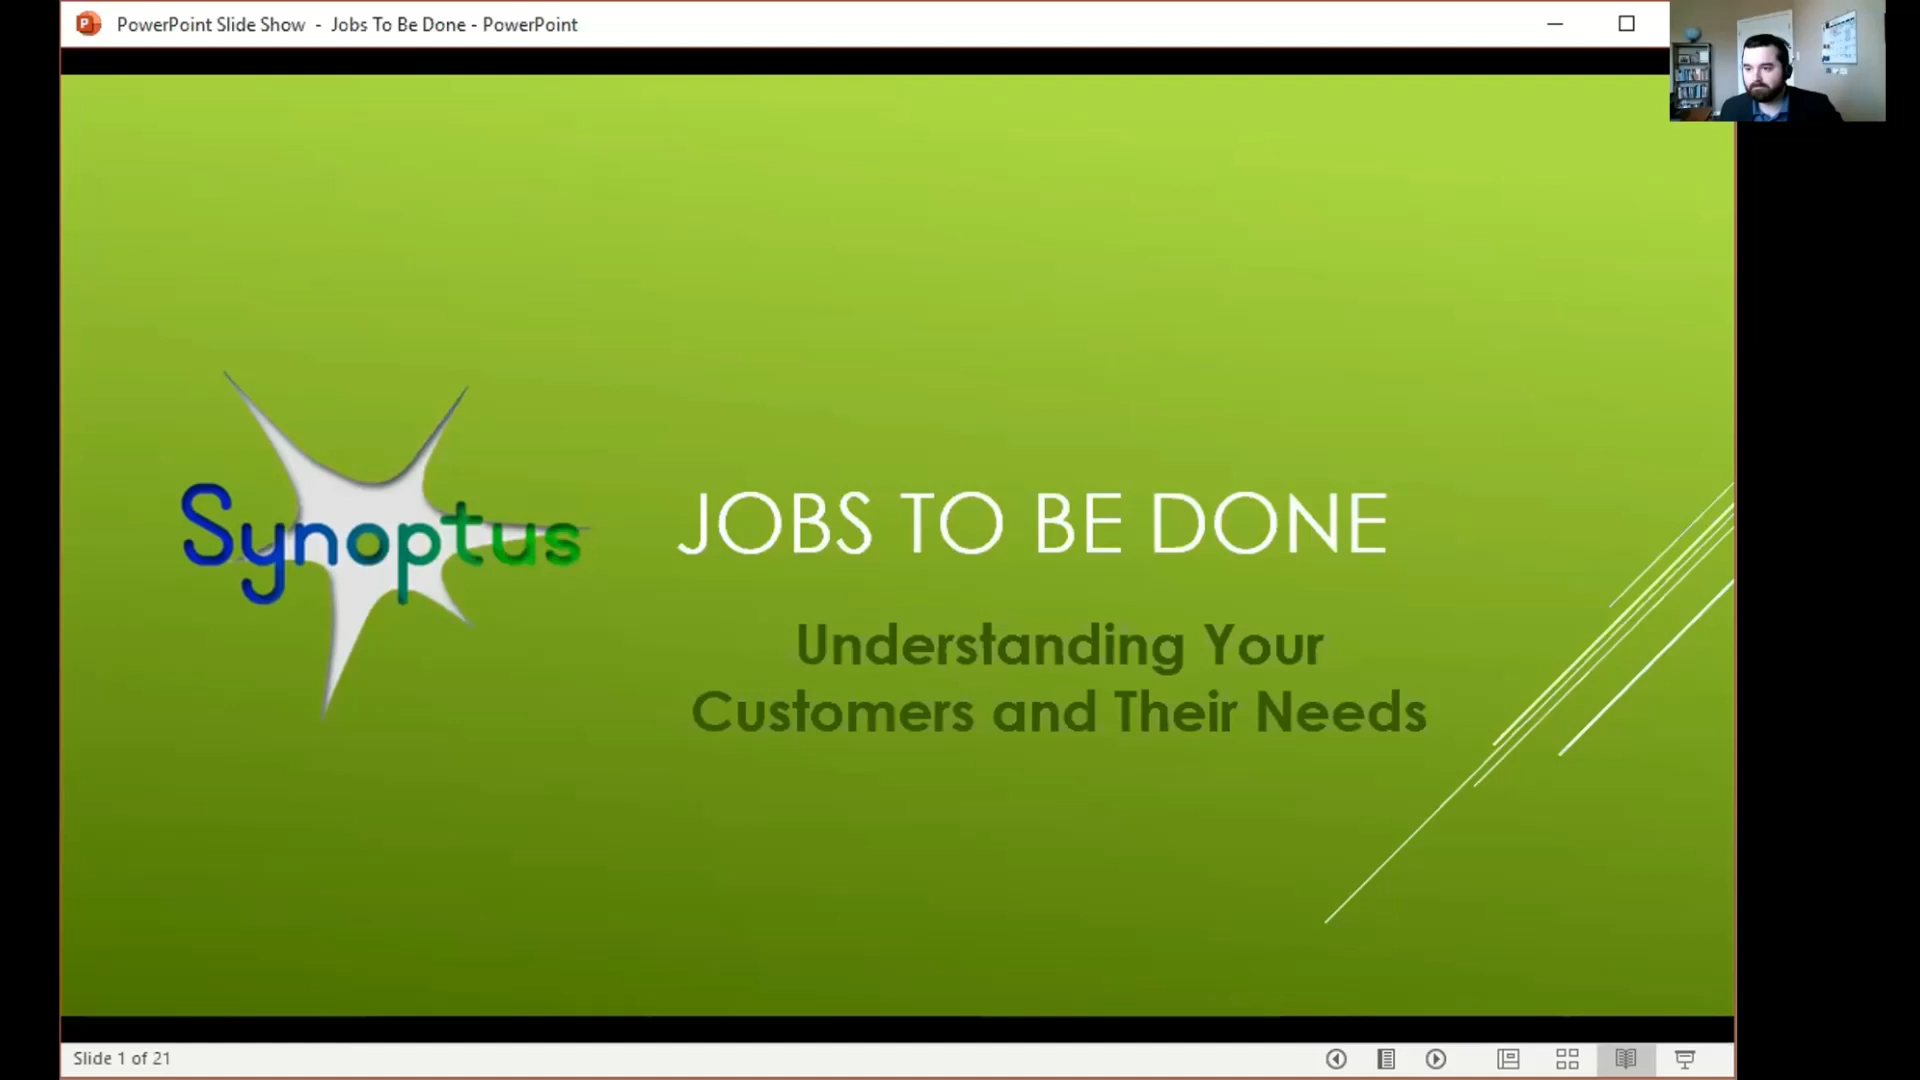 PowerPoint Slide Show - Jobs To Be Done - PowerPoint
Synoptus
JOBS TO BE DONE
Understanding Your
Customers and Their Needs
Slide 1 of 21